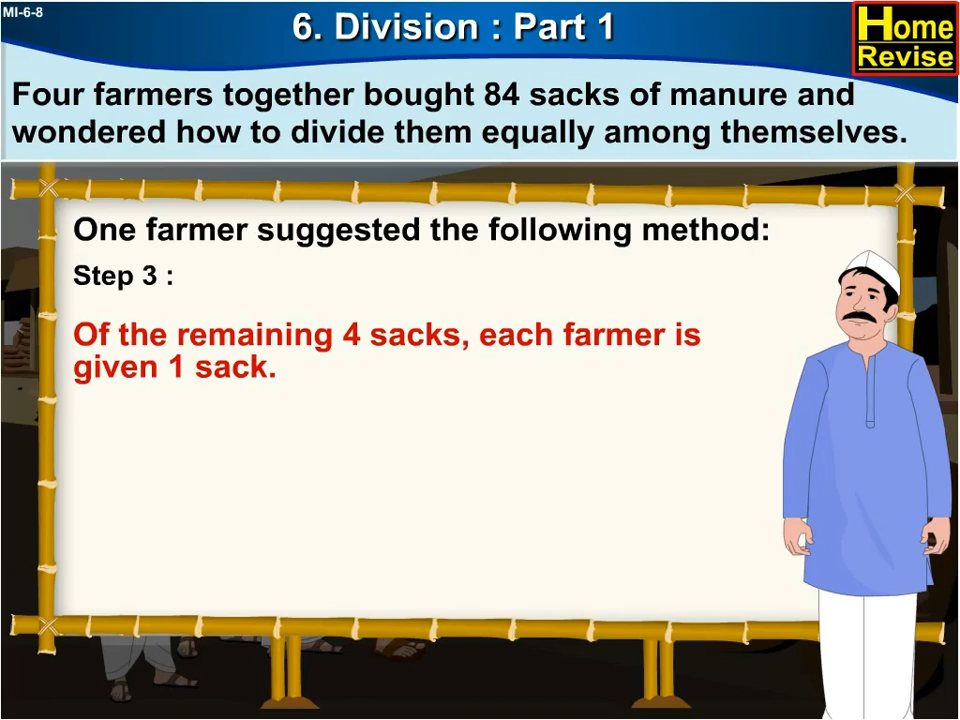 MI-6-8
6. Division : Part 1
Home
Revise
Four farmers together bought 84 sacks of manure and
wondered how to divide them equally among themselves.
One farmer suggested the following method:
Step 3 :
Of the remaining 4 sacks, each farmer is
given 1 sack.